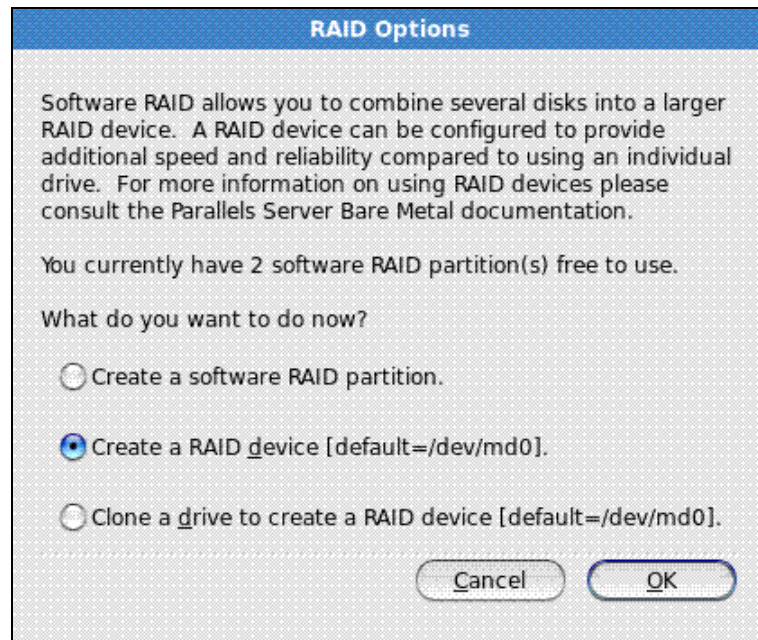 RAID Options
Software RAID allows you to combine several disks into a larger
RAID device.  A RAID device can be configured to provide
additional speed and reliability compared to using an individual
drive.  For more information on using RAID devices please
consult the Parallels Server Bare Metal documentation.
You currently have 2 software RAID partition(s) free to use.
What do you want to do now?
Create a software RAID partition.
Create a RAID device [default=/dev/md0].
Clone a drive to create a RAID device [default=/dev/md0].
Cancel OK